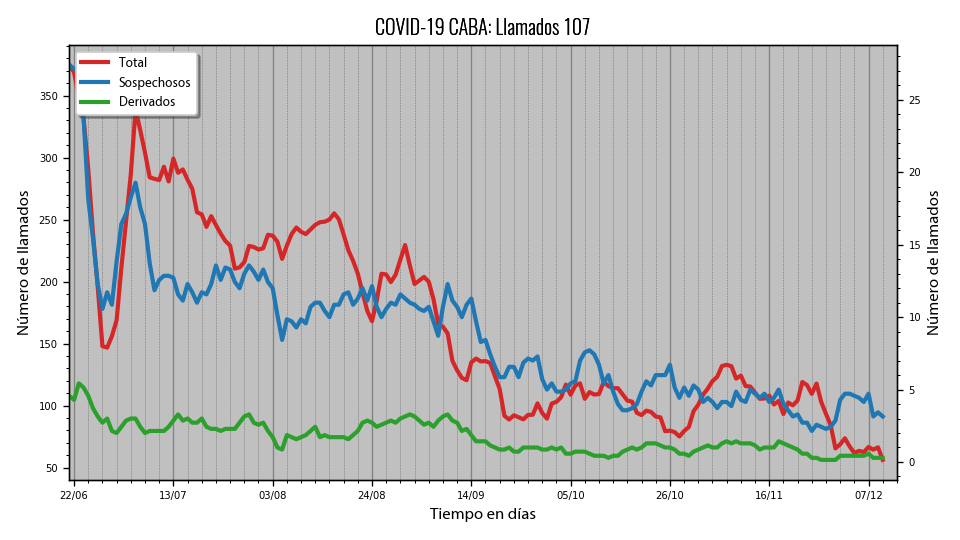 COVID-19 CABA: Llamados 107
Total
Sospechosos
Derivados
Número de llamados
350
300
250
200
150
100
50
25
20
15
10
5
0
Número de llamados
22/06 13/07 03/08 24/08 14/09 05/10 26/10 16/11 07/12
Tiempo en días